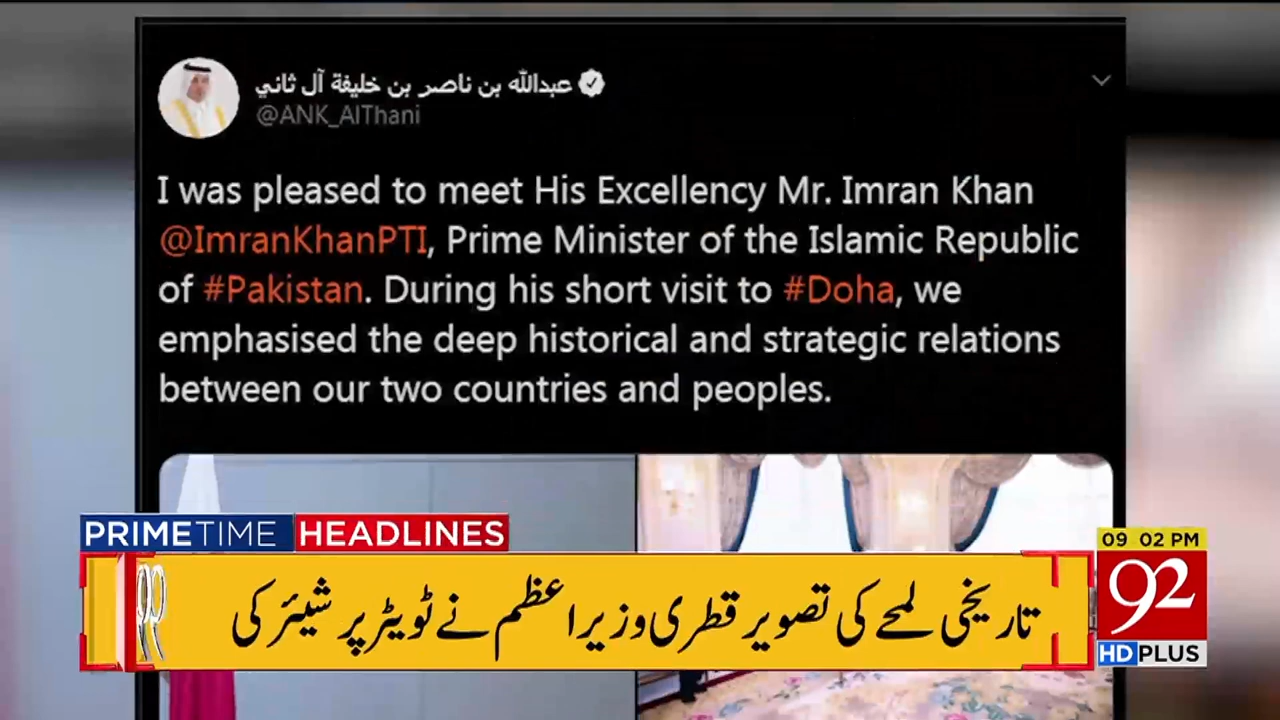 عبدالله بن ناصر بن خليفة آل ثاني
@ANK_AlThani
I was pleased to meet His Excellency Mr. Imran Khan
@ImranKhanPTI, Prime Minister of the Islamic Republic
of #Pakistan. During his short visit to #Doha, we
emphasised the deep historical and strategic relations
between our two countries and peoples.
PRIMETIME HEADLINES
09 02 PM
تاریخی لمحے کی تصویر قطری وزیراعظم نے ٹویٹر پر شیئر کی
92
HD PLUS